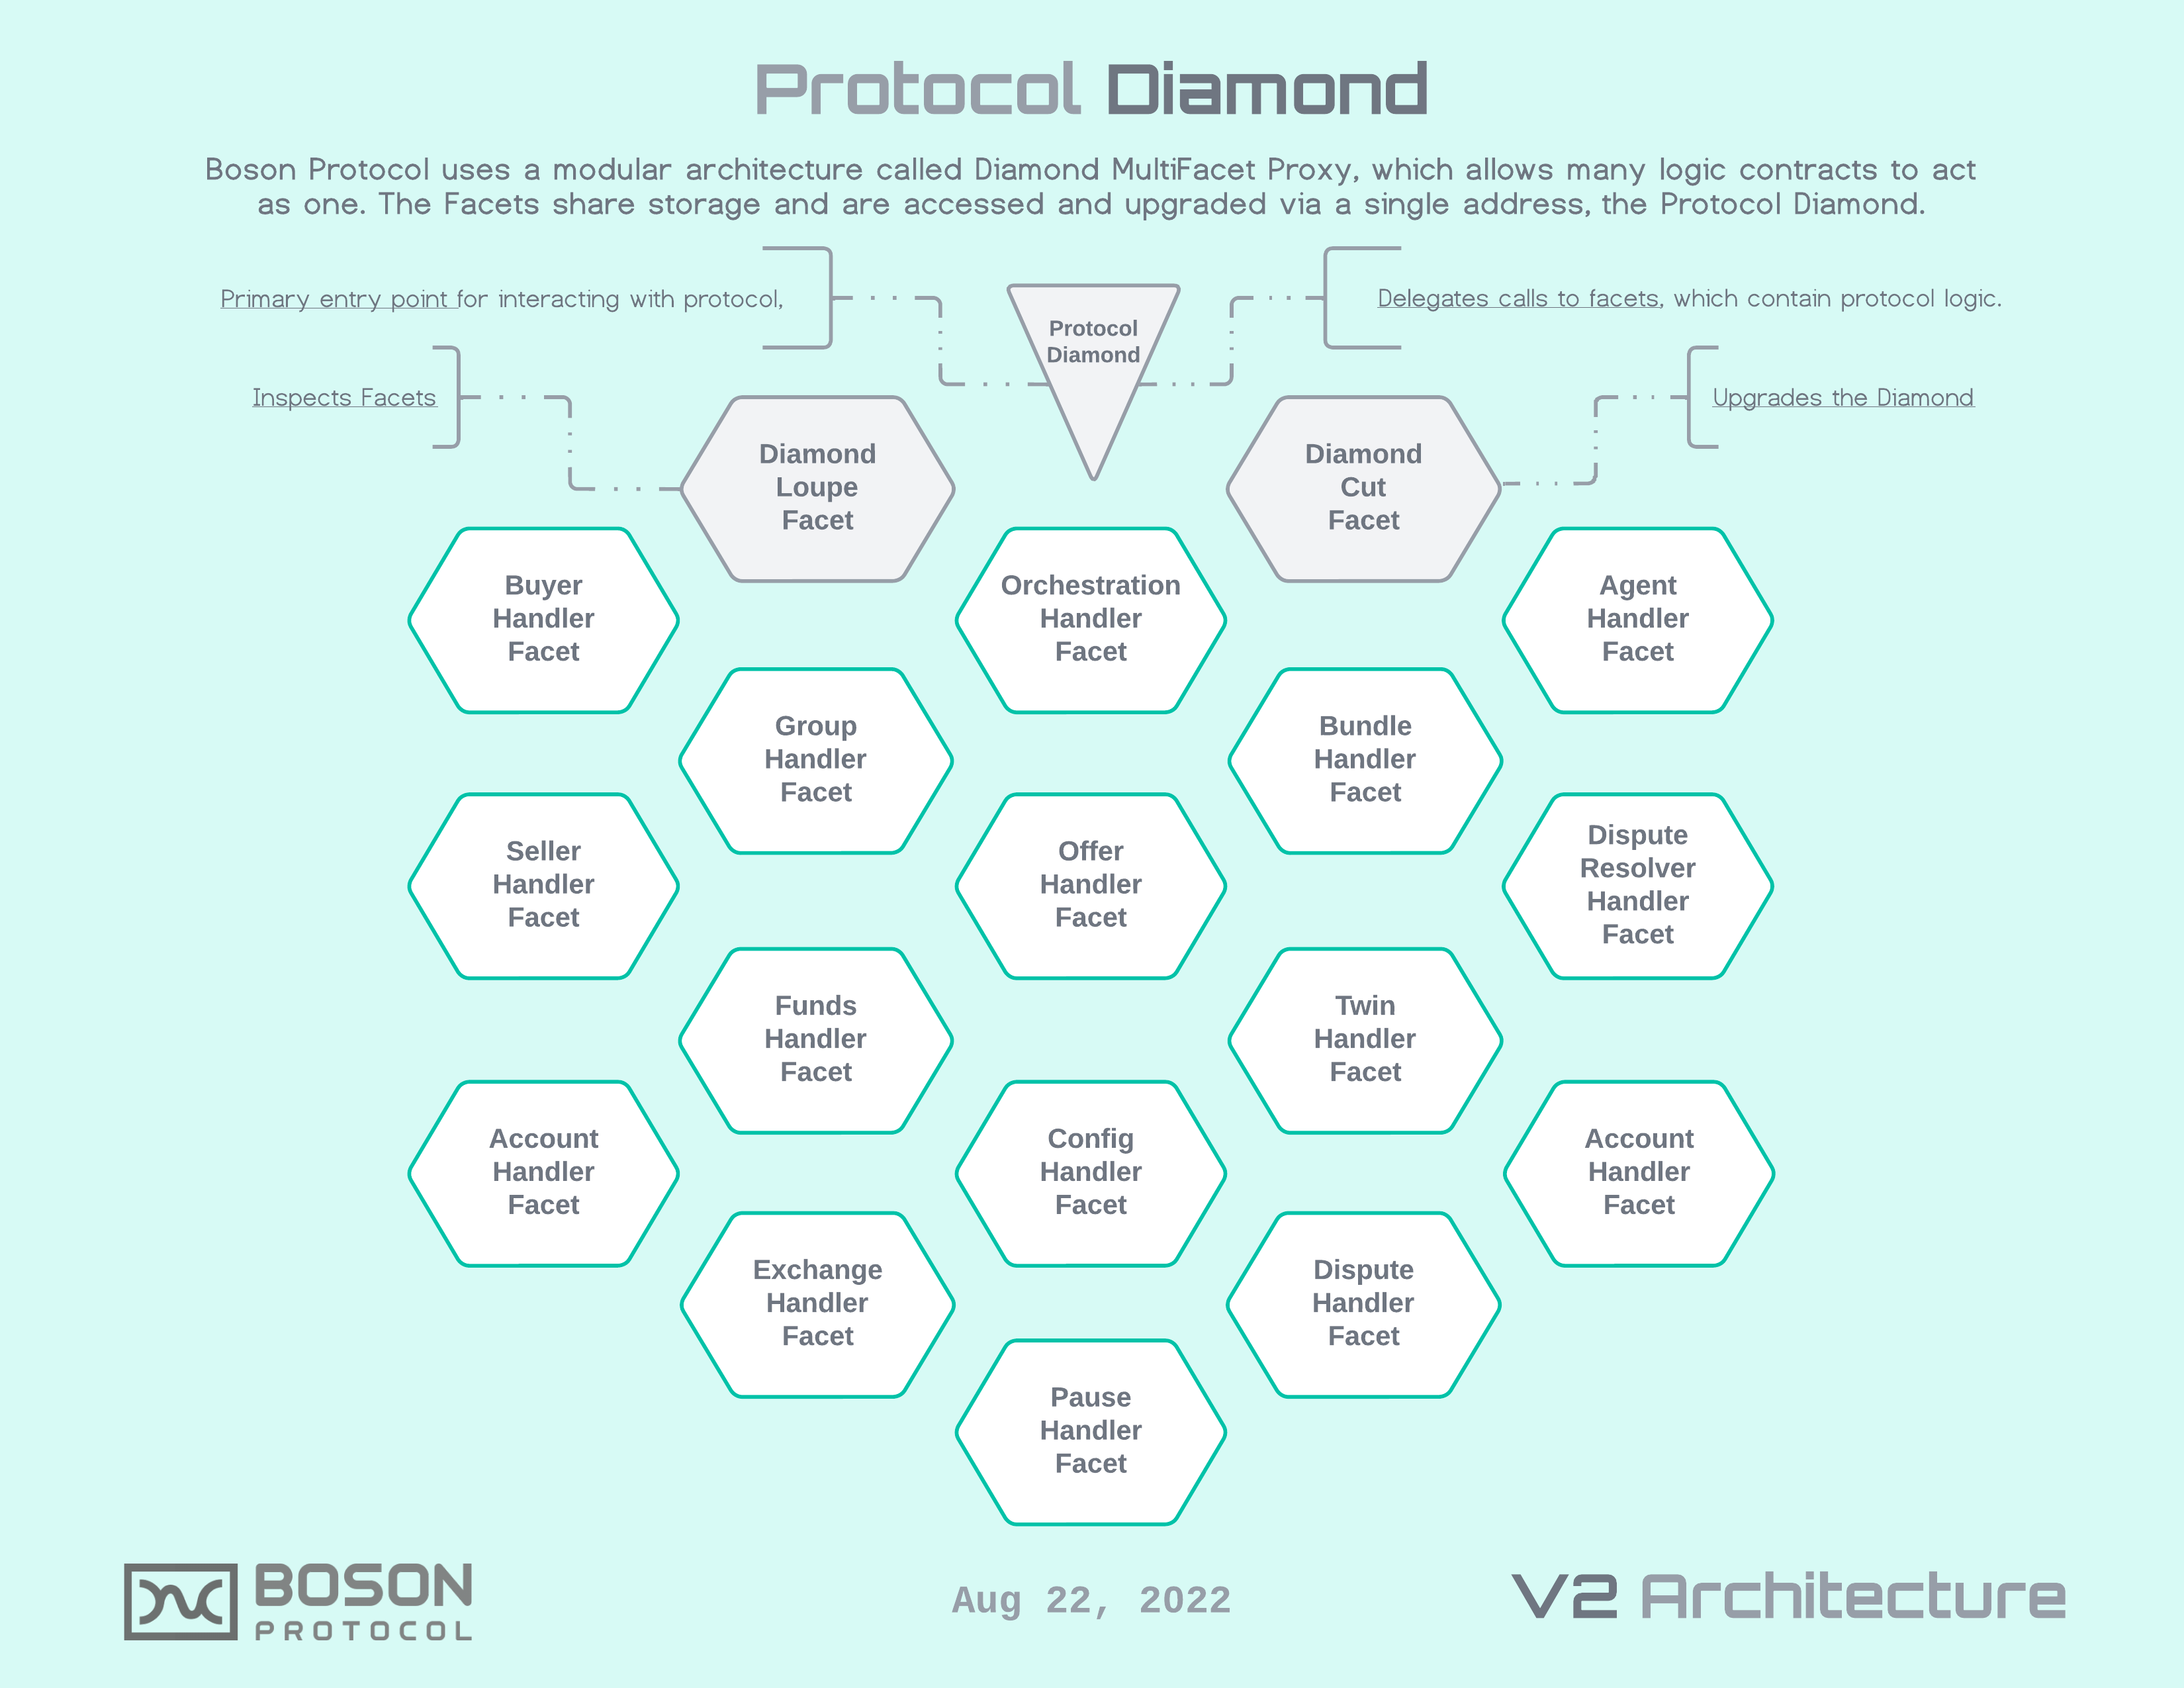 Protocol Diamond
Boson Protocol uses a modular architecture called Diamond MultiFacet Proxy, which allows many logic contracts to act
as one. The Facets share storage and are accessed and upgraded via a single address, the Protocol Diamond.
Primary entry point for interacting with protocol,
Delegates calls to facets, which contain protocol logic.
Protocol
Diamond
Inspects Facets
Upgrades the Diamond
Diamond
Loupe
Facet
Diamond
Cut
Facet
Buyer
Handler
Facet
Orchestration
Handler
Facet
Agent
Handler
Facet
Group
Handler
Facet
Bundle
Handler
Facet
Seller
Handler
Facet
Offer
Handler
Facet
Dispute
Resolver
Handler
Facet
Funds
Handler
Facet
Twin
Handler
Facet
Account
Handler
Facet
Config
Handler
Facet
Account
Handler
Facet
Exchange
Handler
Facet
Dispute
Handler
Facet
Pause
Handler
Facet
BOSON
PROTOCOL
Aug 22, 2022
V2 Architecture